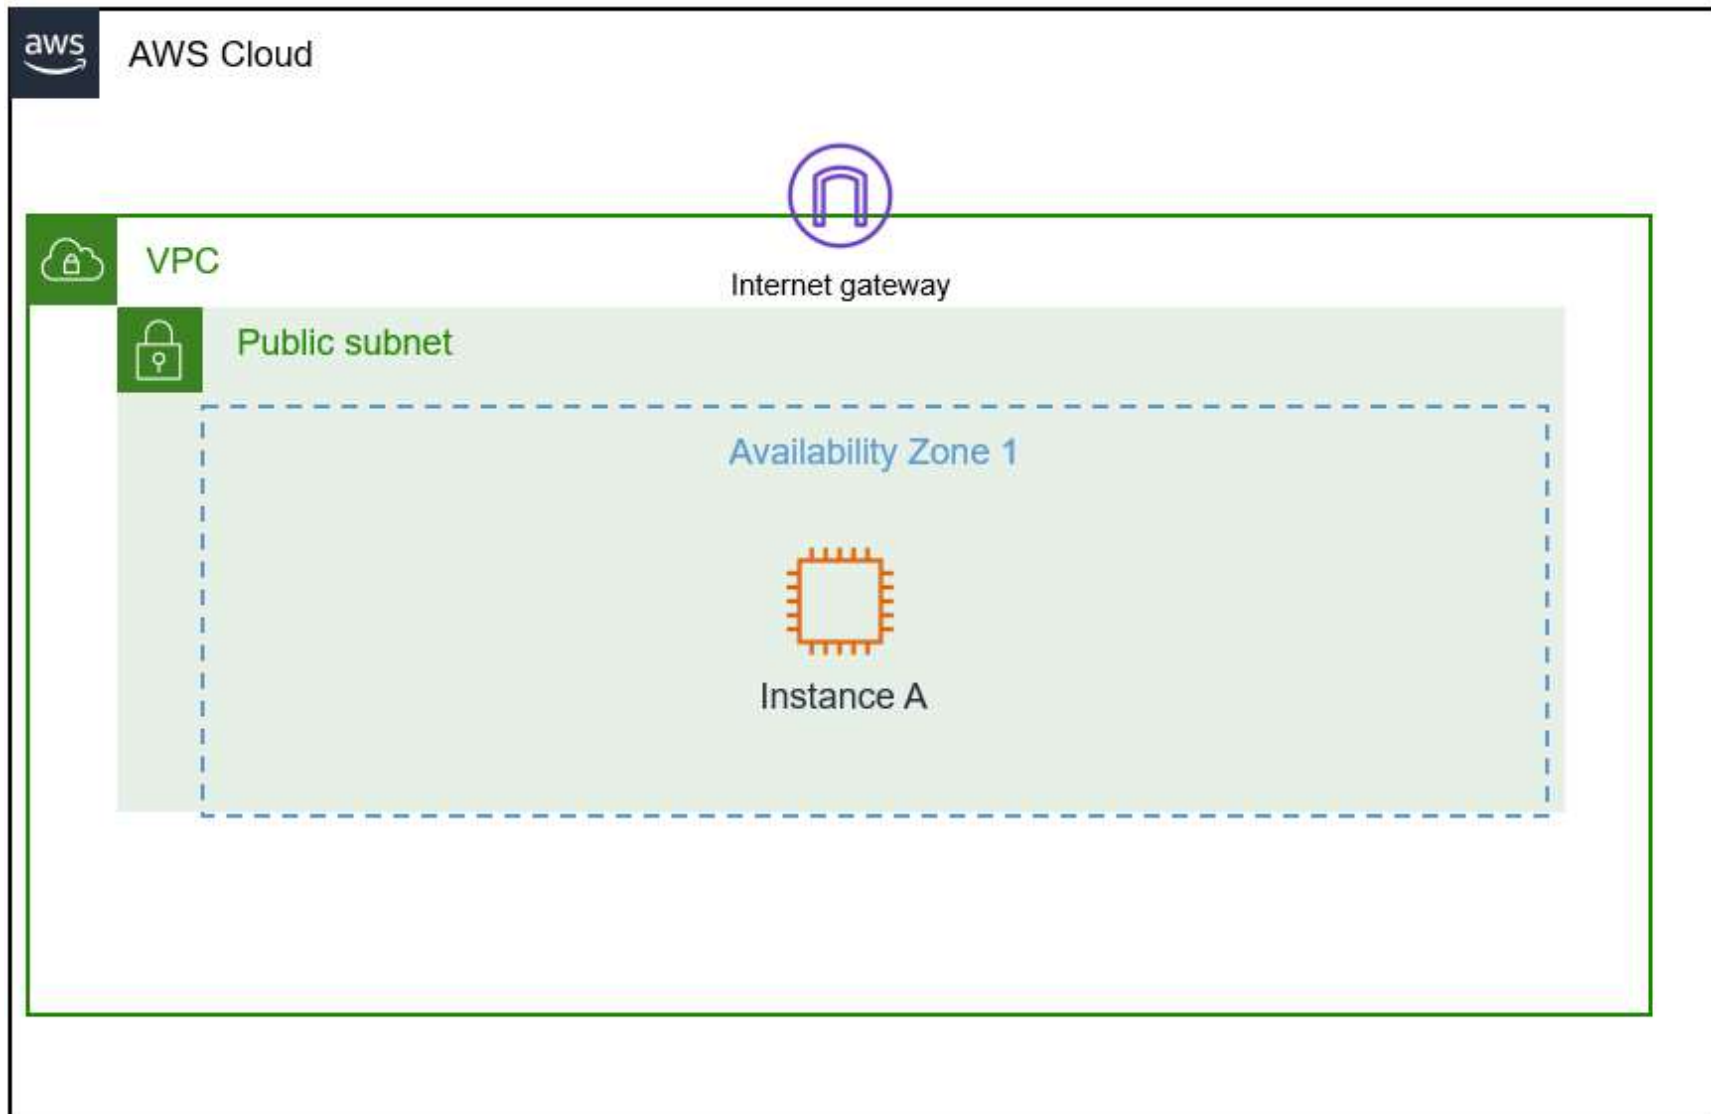 aws
AWS Cloud
VPC
Internet gateway
Public subnet
Availability Zone 1
Instance A